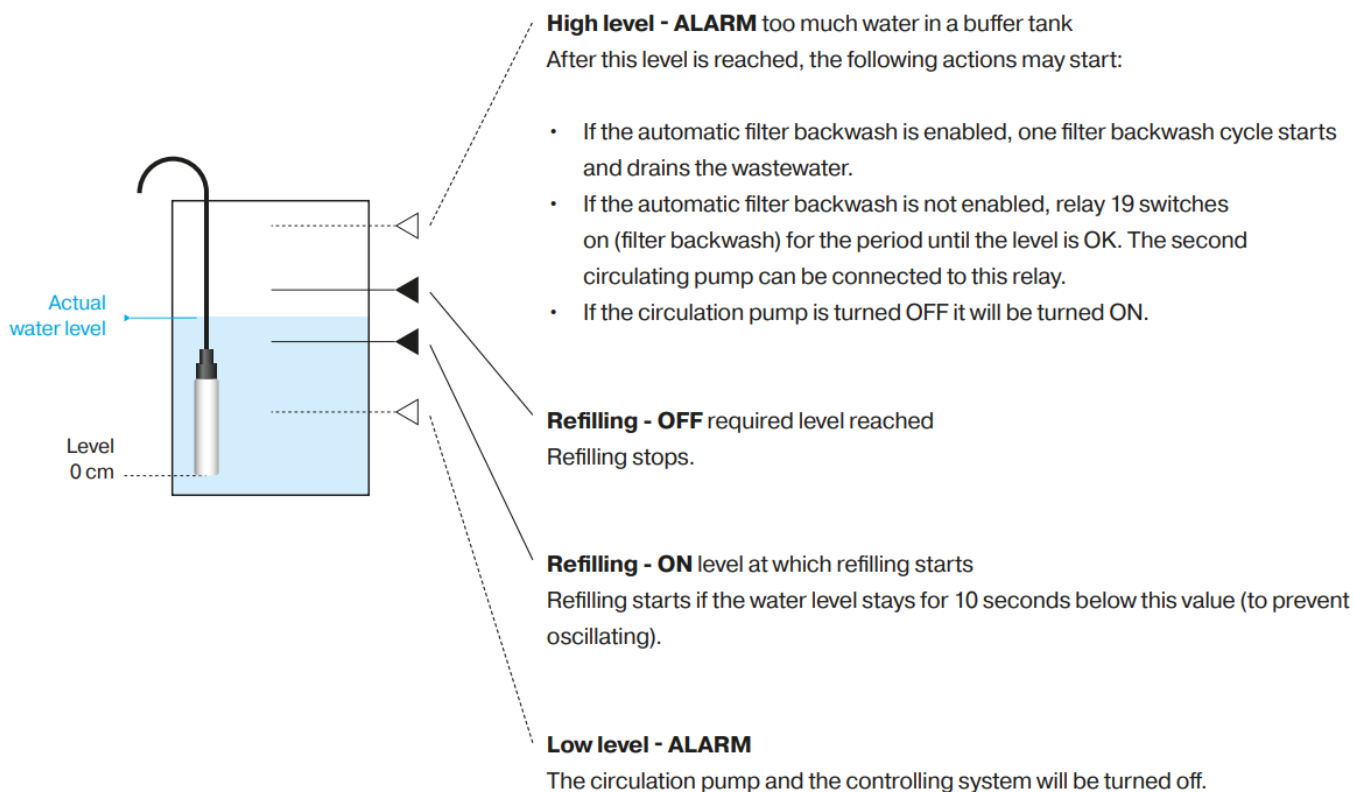 High level - ALARM too much water in a buffer tank
After this level is reached, the following actions may start:
• If the automatic filter backwash is enabled, one filter backwash cycle starts
and drains the wastewater.
• If the automatic filter backwash is not enabled, relay 19 switches
on (filter backwash) for the period until the level is OK. The second
circulating pump can be connected to this relay.
• If the circulation pump is turned OFF it will be turned ON.
Actual
water level
Level
0 cm
Refilling - OFF required level reached
Refilling stops.
Refilling - ON level at which refilling starts
Refilling starts if the water level stays for 10 seconds below this value (to prevent
oscillating).
Low level - ALARM
The circulation pump and the controlling system will be turned off.